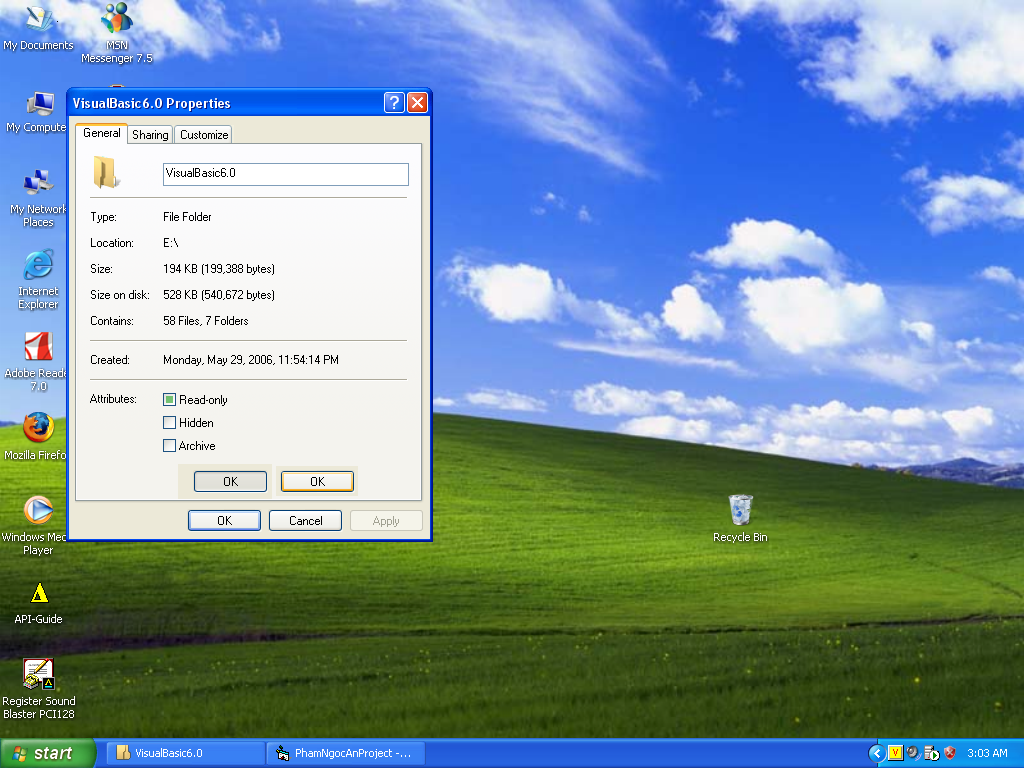 My Documents
MSN
Messenger 7.5
VisualBasic6.0 Properties
My Compute
General
Sharing
Customize
VisualBasic6.0
My Network
Places
Type:
File Folder
Location:
E:\
Size:
194 KB (199,388 bytes)
Size on disk:
528 KB (540,672 bytes)
Contains:
58 Files, 7 Folders
Internet
Explorer
Created:
Monday, May 29, 2006, 11:54:14 PM
Adobe Reade
7.0
Attributes:
Read-only
Hidden
Archive
Mozilla Firefo
OK
OK
OK
Cancel
Apply
Windows Med
Player
Recycle Bin
API-Guide
Register Sound
Blaster PCI128
start
VisualBasic6.0
PhamNgocAnProject -...
V
3:03 AM